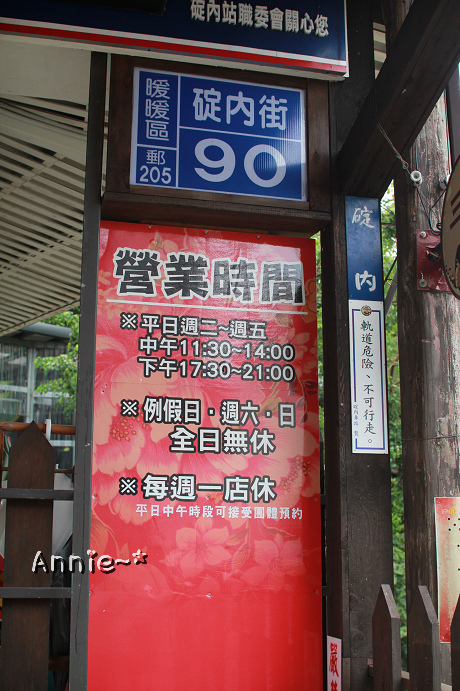 碇內站職委會關心您
暖暖區
郵
205
碇內街
90
營業時間
※平日週二~週五
中午11:30~14:00
下午17:30~21:00
※例假日·週六·日
全日無休
※每週一店休
平日中午時段可接受團體預約
碇內
軌道危險、不可行走。
Annie~*
嚴禁